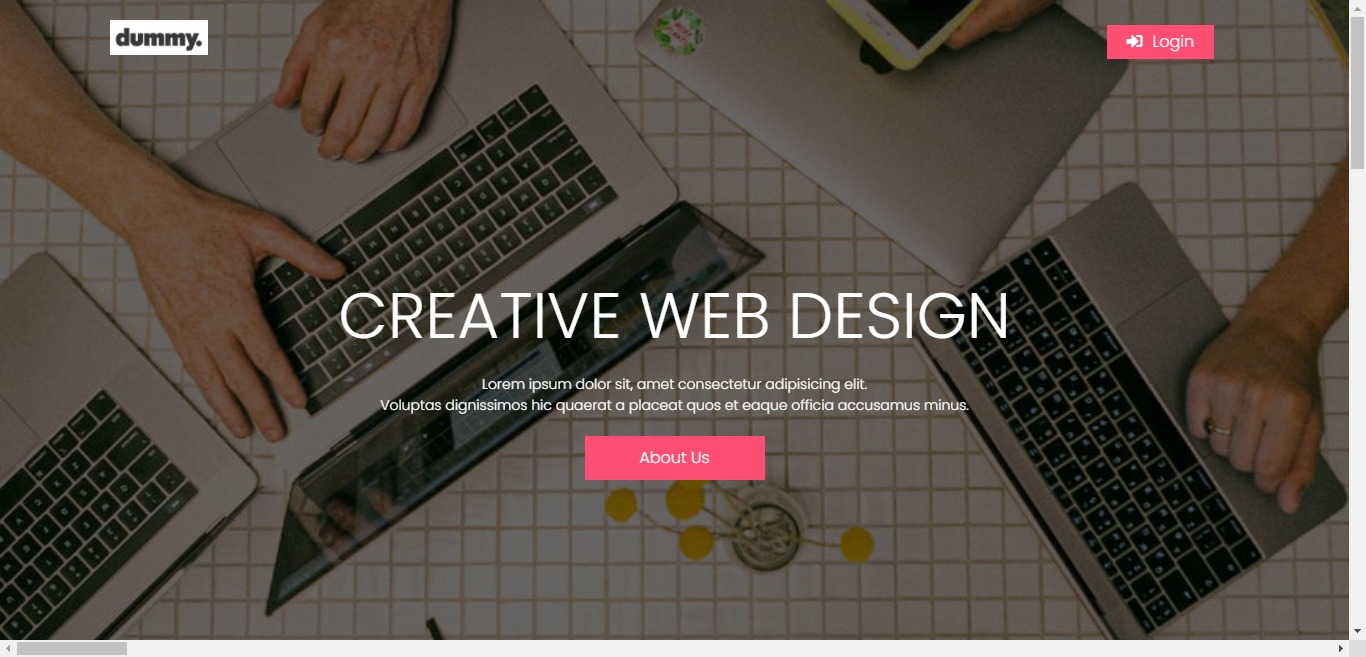 dummy.
Login
CREATIVE WEB DESIGN
Lorem ipsum dolor sit, amet consectetur adipisicing elit.
Voluptas dignissimos hic quaerat a placeat quos et eaque officia accusamus minus.
About Us